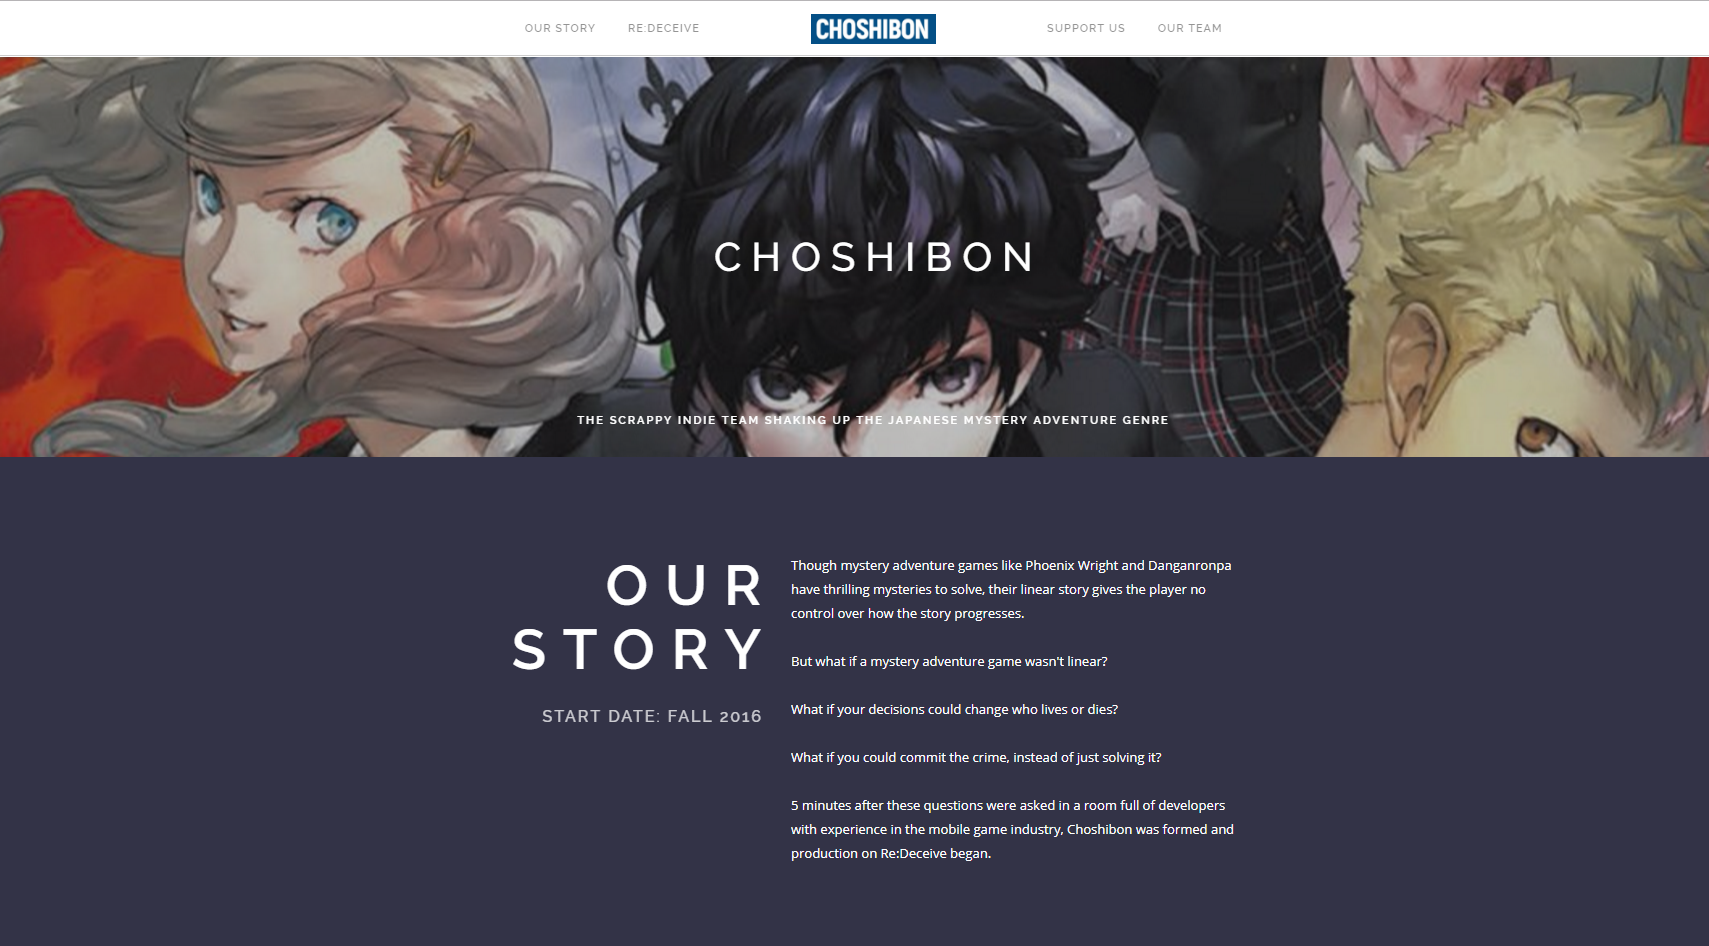 OUR STORY
RE:DECEIVE
CHOSHIBON
SUPPORT US
OUR TEAM
CHOSHIBON
THE SCRAPPY INDIE TEAM SHAKING UP THE JAPANESE MYSTERY ADVENTURE GENRE
OUR
STORY
START DATE: FALL 2016
Though mystery adventure games like Phoenix Wright and Danganronpa
have thrilling mysteries to solve, their linear story gives the player no
control over how the story progresses.
But what if a mystery adventure game wasn't linear?
What if your decisions could change who lives or dies?
What if you could commit the crime, instead of just solving it?
5 minutes after these questions were asked in a room full of developers
with experience in the mobile game industry, Choshibon was formed and
production on Re:Deceive began.